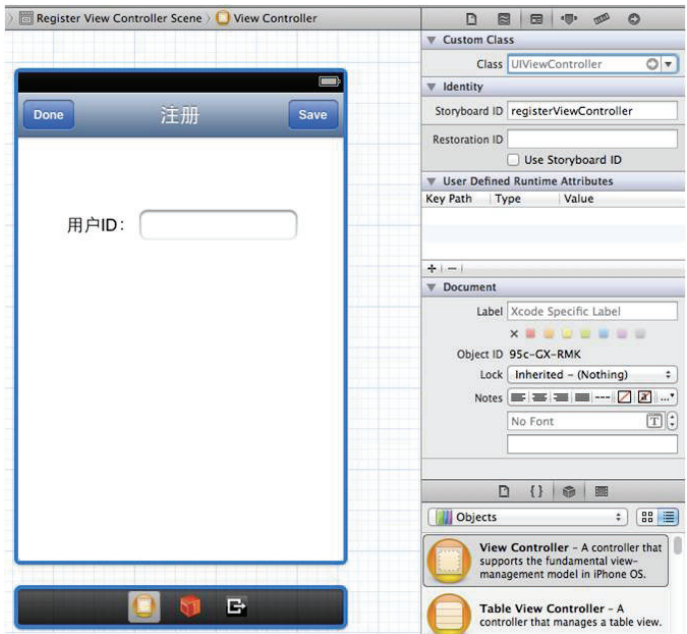 Register View Controller Scene
View Controller
Done
注册
Save
用户ID：
Custom Class
Class UIViewController
Identity
Storyboard ID registerViewController
Restoration ID
Use Storyboard ID
User Defined Runtime Attributes
Key Path Type Value
Document
Label Xcode Specific Label
Object ID 95c-GX-RMK
Lock Inherited - (Nothing)
Notes
No Font
Objects
View Controller - A controller that
supports the fundamental view-
management model in iPhone OS.
Table View Controller - A
controller that manages a table view.